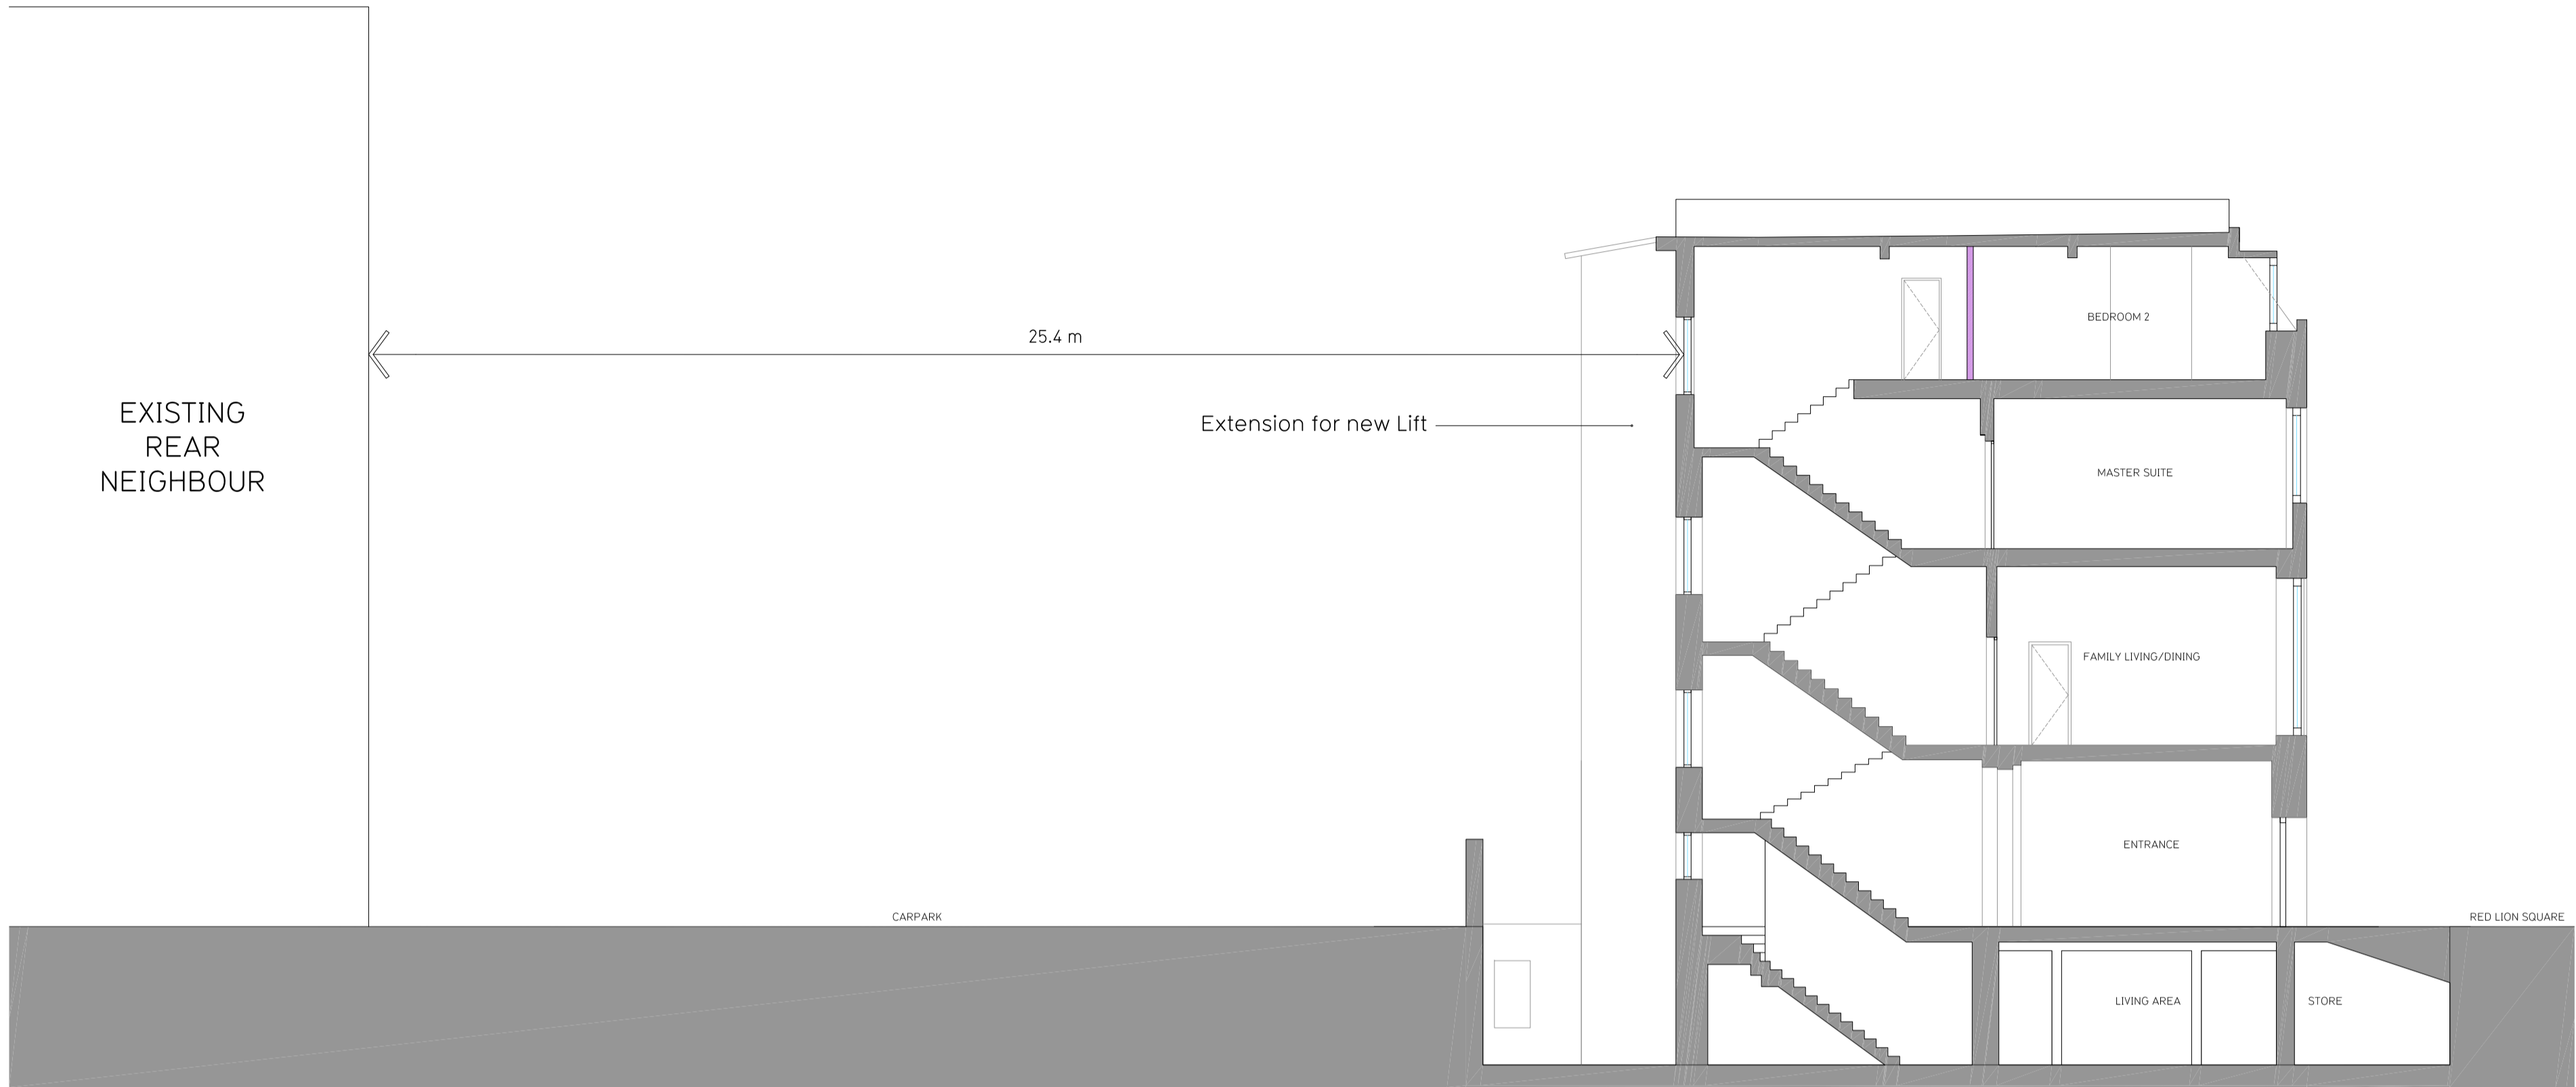 25.4 m
BEDROOM 2
EXISTING
REAR
NEIGHBOUR
Extension for new Lift
MASTER SUITE
FAMILY LIVING/DINING
ENTRANCE
CARPARK
RED LION SQUARE
LIVING AREA
STORE